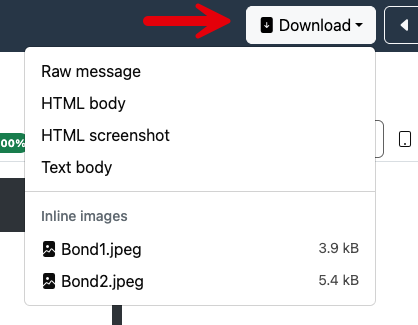 Download
Raw message
HTML body
HTML screenshot
00%
Text body
Inline images
Bond1.jpeg 3.9 kB
Bond2.jpeg 5.4 kB